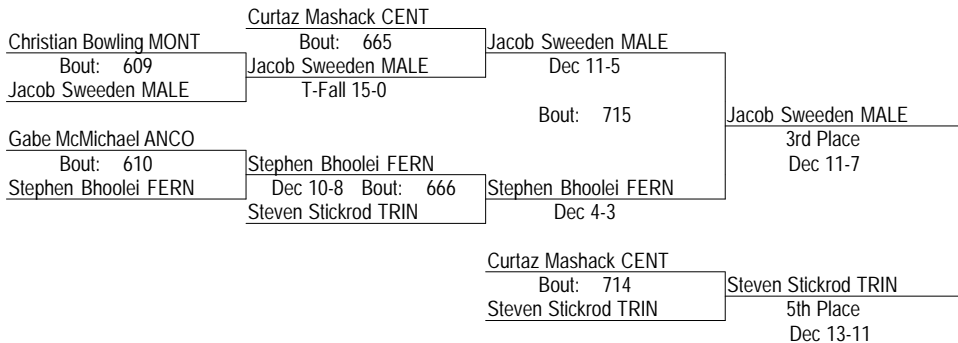 Curtaz Mashack CENT
Christian Bowling MONT
Bout: 665
Jacob Sweeden MALE
Bout: 609
Jacob Sweeden MALE
Dec 11-5
Jacob Sweeden MALE
T-Fall 15-0
Bout: 715
Jacob Sweeden MALE
Gabe McMichael ANCO
3rd Place
Bout: 610
Stephen Bhoolei FERN
Dec 11-7
Stephen Bhoolei FERN
Dec 10-8 Bout: 666
Stephen Bhoolei FERN
Steven Stickrod TRIN
Dec 4-3
Curtaz Mashack CENT
Bout: 714
Steven Stickrod TRIN
Steven Stickrod TRIN
5th Place
Dec 13-11